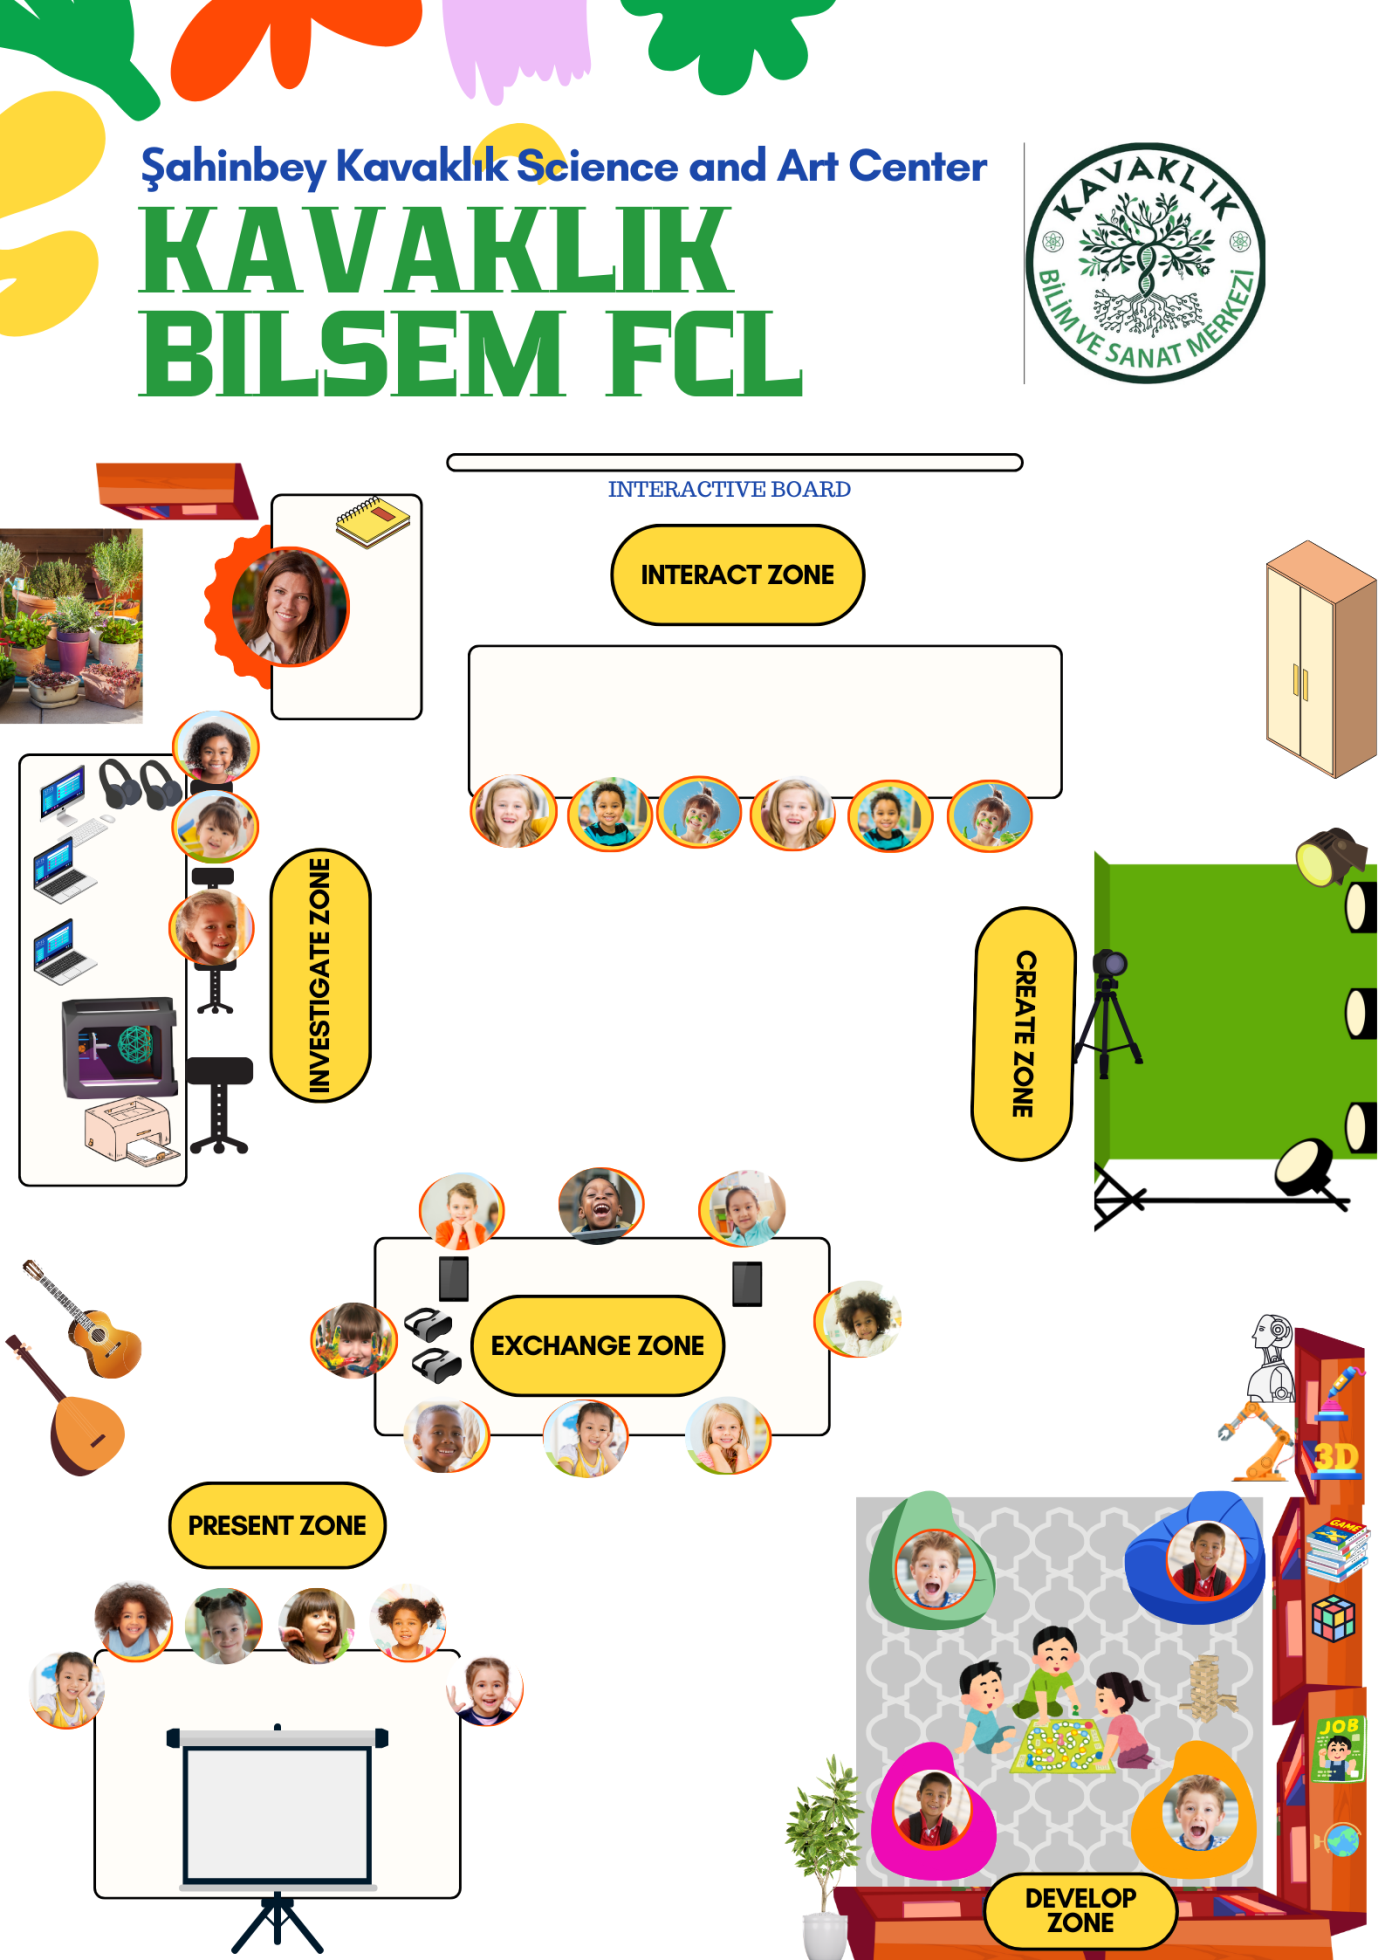 Şahinbey Kavaklık Science and Art Center
KAVAKLIK
BILSEM FCL
KAVAKLIK
BİLİM VE SANAT MERKEZİ
INTERACTIVE BOARD
INTERACT ZONE
INVESTIGATE ZONE
CREATE ZONE
EXCHANGE ZONE
3D
PRESENT ZONE
GAME
JOB
DEVELOP
ZONE